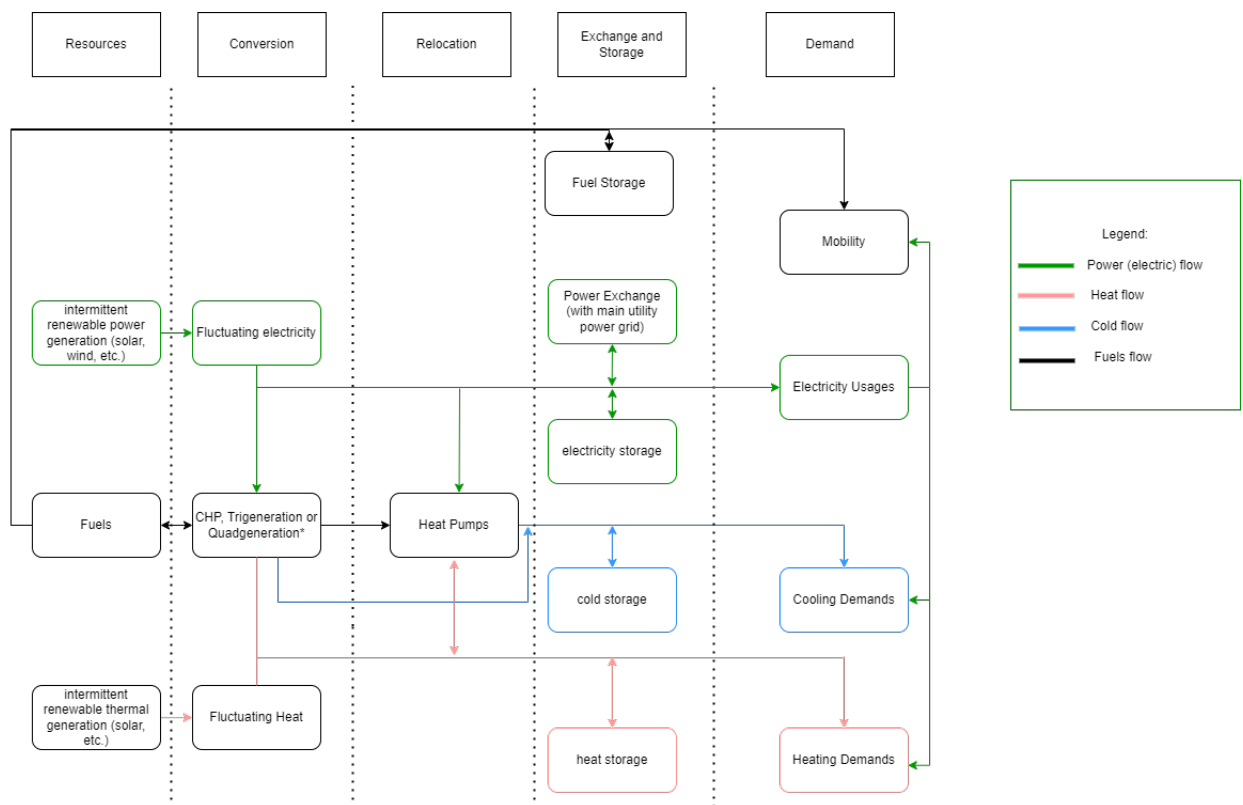 Resources
Conversion
Relocation
Exchange and
Storage
Demand
Fuel Storage
Mobility
Legend:
Power (electric) flow
Heat flow
Cold flow
Fuels flow
intermittent
renewable power
generation (solar,
wind, etc.)
Fluctuating electricity
Power Exchange
(with main utility
power grid)
Electricity Usages
electricity storage
Fuels
CHP, Trigeneration or
Quadgeneration*
Heat Pumps
cold storage
Cooling Demands
intermittent
renewable thermal
generation (solar,
etc.)
Fluctuating Heat
heat storage
Heating Demands